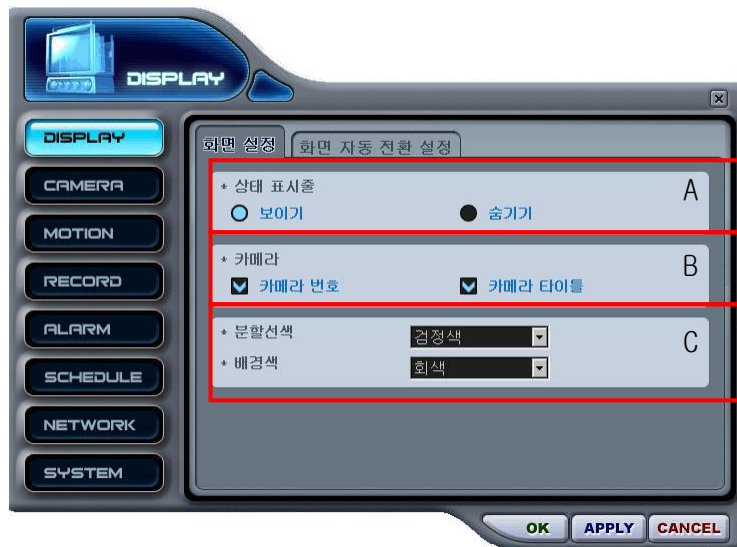 DISPLAY
DISPLAY
CAMERA
MOTION
RECORD
ALARM
SCHEDULE
NETWORK
SYSTEM
화면 설정 화면 자동 전환 설정
* 상태 표시줄 A
보이기 숨기기
* 카메라 B
카메라 번호 카메라 타이틀
* 분할선색 검정색 C
* 배경색 회색
OK APPLY CANCEL